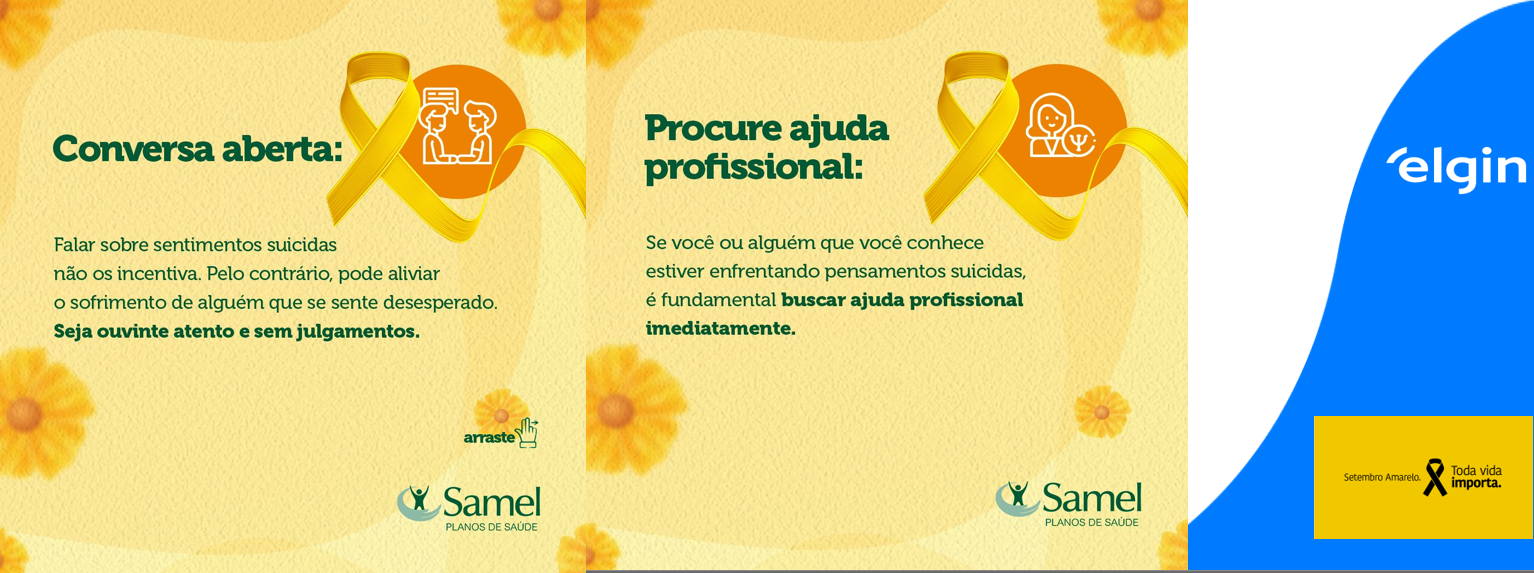 Conversa aberta:
Falar sobre sentimentos suicidas
não os incentiva. Pelo contrário, pode aliviar
o sofrimento de alguém que se sente desesperado.
Seja ouvinte atento e sem julgamentos.
arraste
Samel
PLANOS DE SAÚDE
Procure ajuda
profissional:
Se você ou alguém que você conhece
estiver enfrentando pensamentos suicidas,
é fundamental buscar ajuda profissional
imediatamente.
Samel
PLANOS DE SAÚDE
elgin
Setembro Amarelo.
Toda vida
importa.